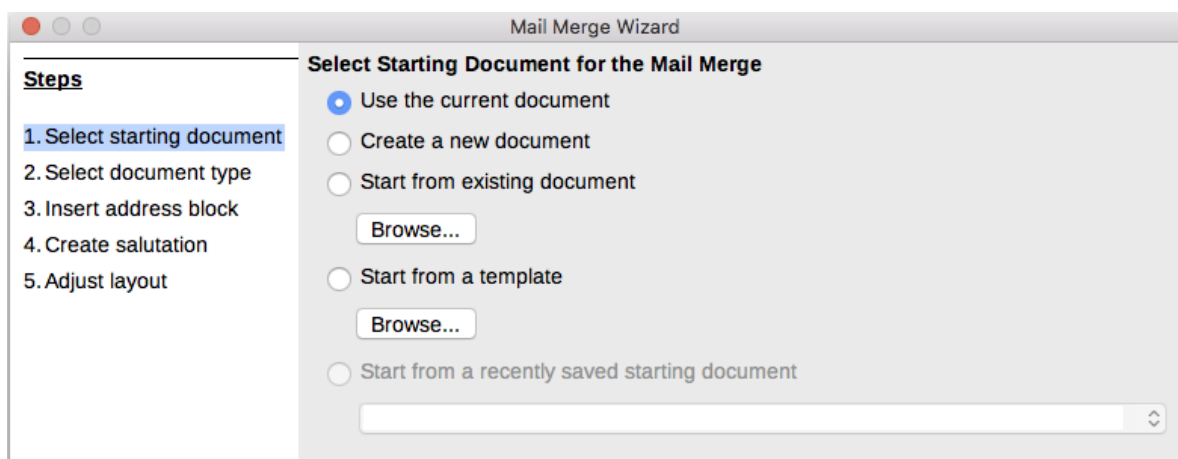 Mail Merge Wizard
Steps
1. Select starting document
2. Select document type
3. Insert address block
4. Create salutation
5. Adjust layout
Select Starting Document for the Mail Merge
Use the current document
Create a new document
Start from existing document
Browse...
Start from a template
Browse...
Start from a recently saved starting document